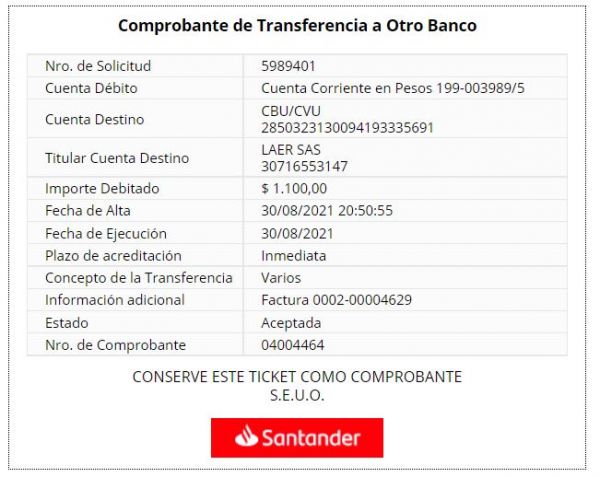 Comprobante de Transferencia a Otro Banco
Nro. de Solicitud 5989401
Cuenta Débito Cuenta Corriente en Pesos 199-003989/5
Cuenta Destino CBU/CVU
2850323130094193335691
Titular Cuenta Destino LAER SAS
30716553147
Importe Debitado $ 1.100,00
Fecha de Alta 30/08/2021 20:50:55
Fecha de Ejecución 30/08/2021
Plazo de acreditación Inmediata
Concepto de la Transferencia Varios
Información adicional Factura 0002-00004629
Estado Aceptada
Nro. de Comprobante 04004464
CONSERVE ESTE TICKET COMO COMPROBANTE
S.E.U.O.
Santander